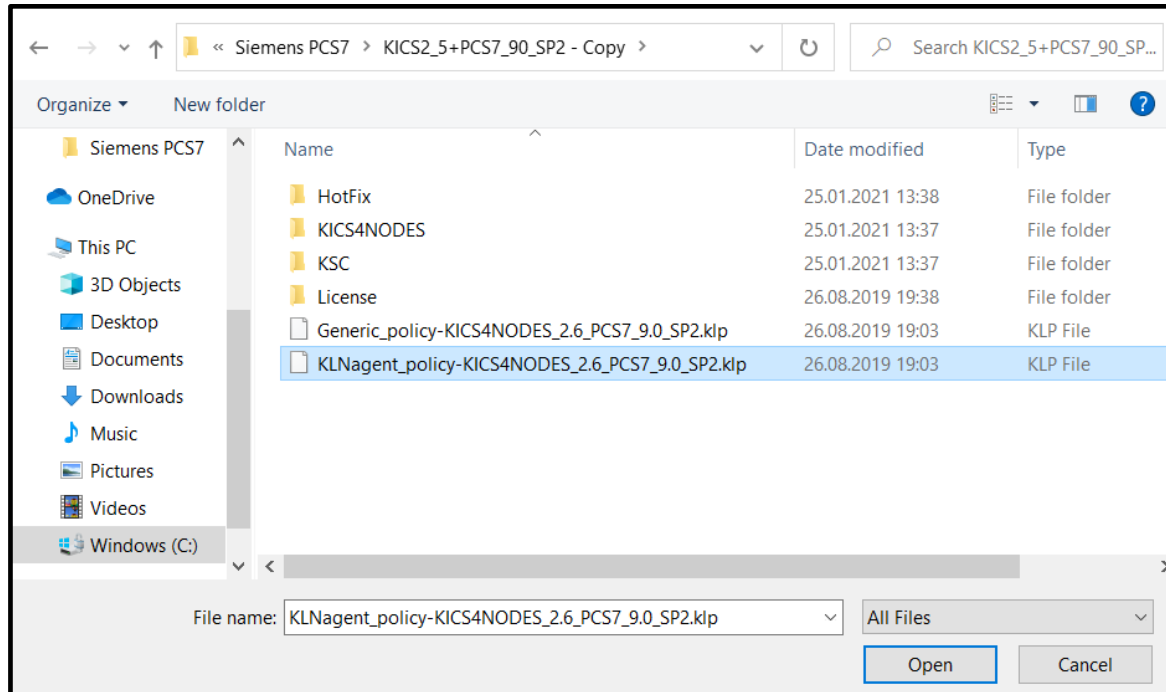 « Siemens PCS7 > KICS2_5+PCS7_90_SP2 - Copy >
Search KICS2_5+PCS7_90_SP...
Organize
New folder
?
Siemens PCS7
OneDrive
This PC
3D Objects
Desktop
Documents
Downloads
Music
Pictures
Videos
Windows (C:)
Name Date modified Type
HotFix 25.01.2021 13:38 File folder
KICS4NODES 25.01.2021 13:37 File folder
KSC 25.01.2021 13:37 File folder
License 26.08.2019 19:38 File folder
Generic_policy-KICS4NODES_2.6_PCS7_9.0_SP2.klp 26.08.2019 19:03 KLP File
KLNagent_policy-KICS4NODES_2.6_PCS7_9.0_SP2.klp 26.08.2019 19:03 KLP File
File name: KLNagent_policy-KICS4NODES_2.6_PCS7_9.0_SP2.klp
All Files
Open
Cancel